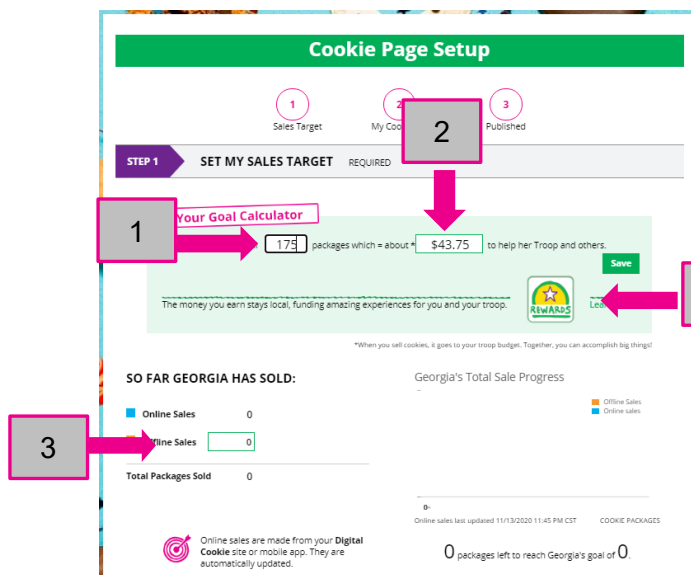 Cookie Page Setup
1
2
3
Sales Target
My Coo
Published
2
STEP 1
SET MY SALES TARGET
REQUIRED
Your Goal Calculator
1
175 packages which = about * $43.75 to help her Troop and others.
Save
The money you earn stays local, funding amazing experiences for you and your troop.
REWARDS
Lea
*When you sell cookies, it goes to your troop budget. Together, you can accomplish big things!
SO FAR GEORGIA HAS SOLD:
Georgia's Total Sale Progress
Online Sales 0
Offline Sales
Online sales
3
ffline Sales 0
Total Packages Sold 0
0-
Online sales last updated 11/13/2020 11:45 PM CST
COOKIE PACKAGES
Online sales are made from your Digital
Cookie site or mobile app. They are
automatically updated.
0 packages left to reach Georgia's goal of 0.